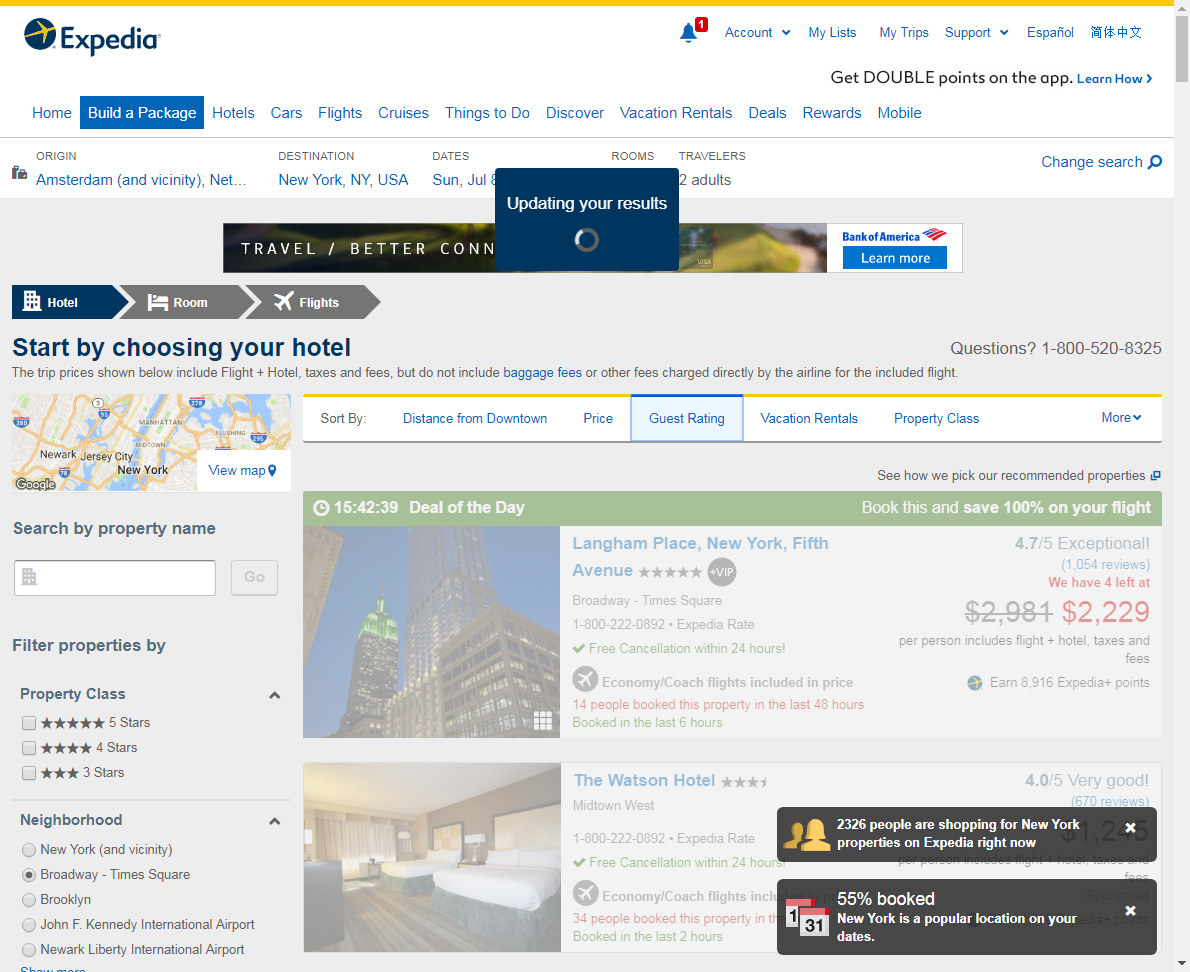 Expedia
1
Account
My Lists
My Trips
Support
Español
简体中文
Get DOUBLE points on the app. Learn How
Home
Build a Package
Hotels
Cars
Flights
Cruises
Things to Do
Discover
Vacation Rentals
Deals
Rewards
Mobile
ORIGIN
DESTINATION
DATES
ROOMS
TRAVELERS
Amsterdam (and vicinity), Net...
New York, NY, USA
Sun, Jul
2 adults
Change search
Updating your results
TRAVEL / BETTER CONN
VISA
Bank of America
Learn more
Hotel
Room
Flights
Start by choosing your hotel
Questions? 1-800-520-8325
The trip prices shown below include Flight + Hotel, taxes and fees, but do not include baggage fees or other fees charged directly by the airline for the included flight.
3
278
95
280
MANHATTAN
FLUSHING
295
MIDTOWN
Newark
Jersey City
78
New York
Google
View map
Sort By:
Distance from Downtown
Price
Guest Rating
Vacation Rentals
Property Class
More
See how we pick our recommended properties
Search by property name
Go
Filter properties by
Property Class
5 Stars
4 Stars
3 Stars
Neighborhood
New York (and vicinity)
Broadway - Times Square
Brooklyn
John F. Kennedy International Airport
Newark Liberty International Airport
Show more
15:42:39 Deal of the Day
Book this and save 100% on your flight
Langham Place, New York, Fifth
Avenue
+VIP
Broadway - Times Square
1-800-222-0892 • Expedia Rate
Free Cancellation within 24 hours!
Economy/Coach flights included in price
14 people booked this property in the last 48 hours
Booked in the last 6 hours
4.7/5 Exceptional!
(1,054 reviews)
We have 4 left at
$2,981 $2,229
per person includes flight + hotel, taxes and
fees
Earn 8,916 Expedia+ points
The Watson Hotel
Midtown West
1-800-222-0892 • Expedia Rate
Free Cancellation within 24 hours!
Economy/Coach flights included in
34 people booked this property in the
Booked in the last 2 hours
4.0/5 Very good!
(670 reviews)
$1,245
per person includes flight + hotel, taxes and
fees
Sponsored
Expedia+ points
2326 people are shopping for New York
properties on Expedia right now
1
31
55% booked
New York is a popular location on your
dates.